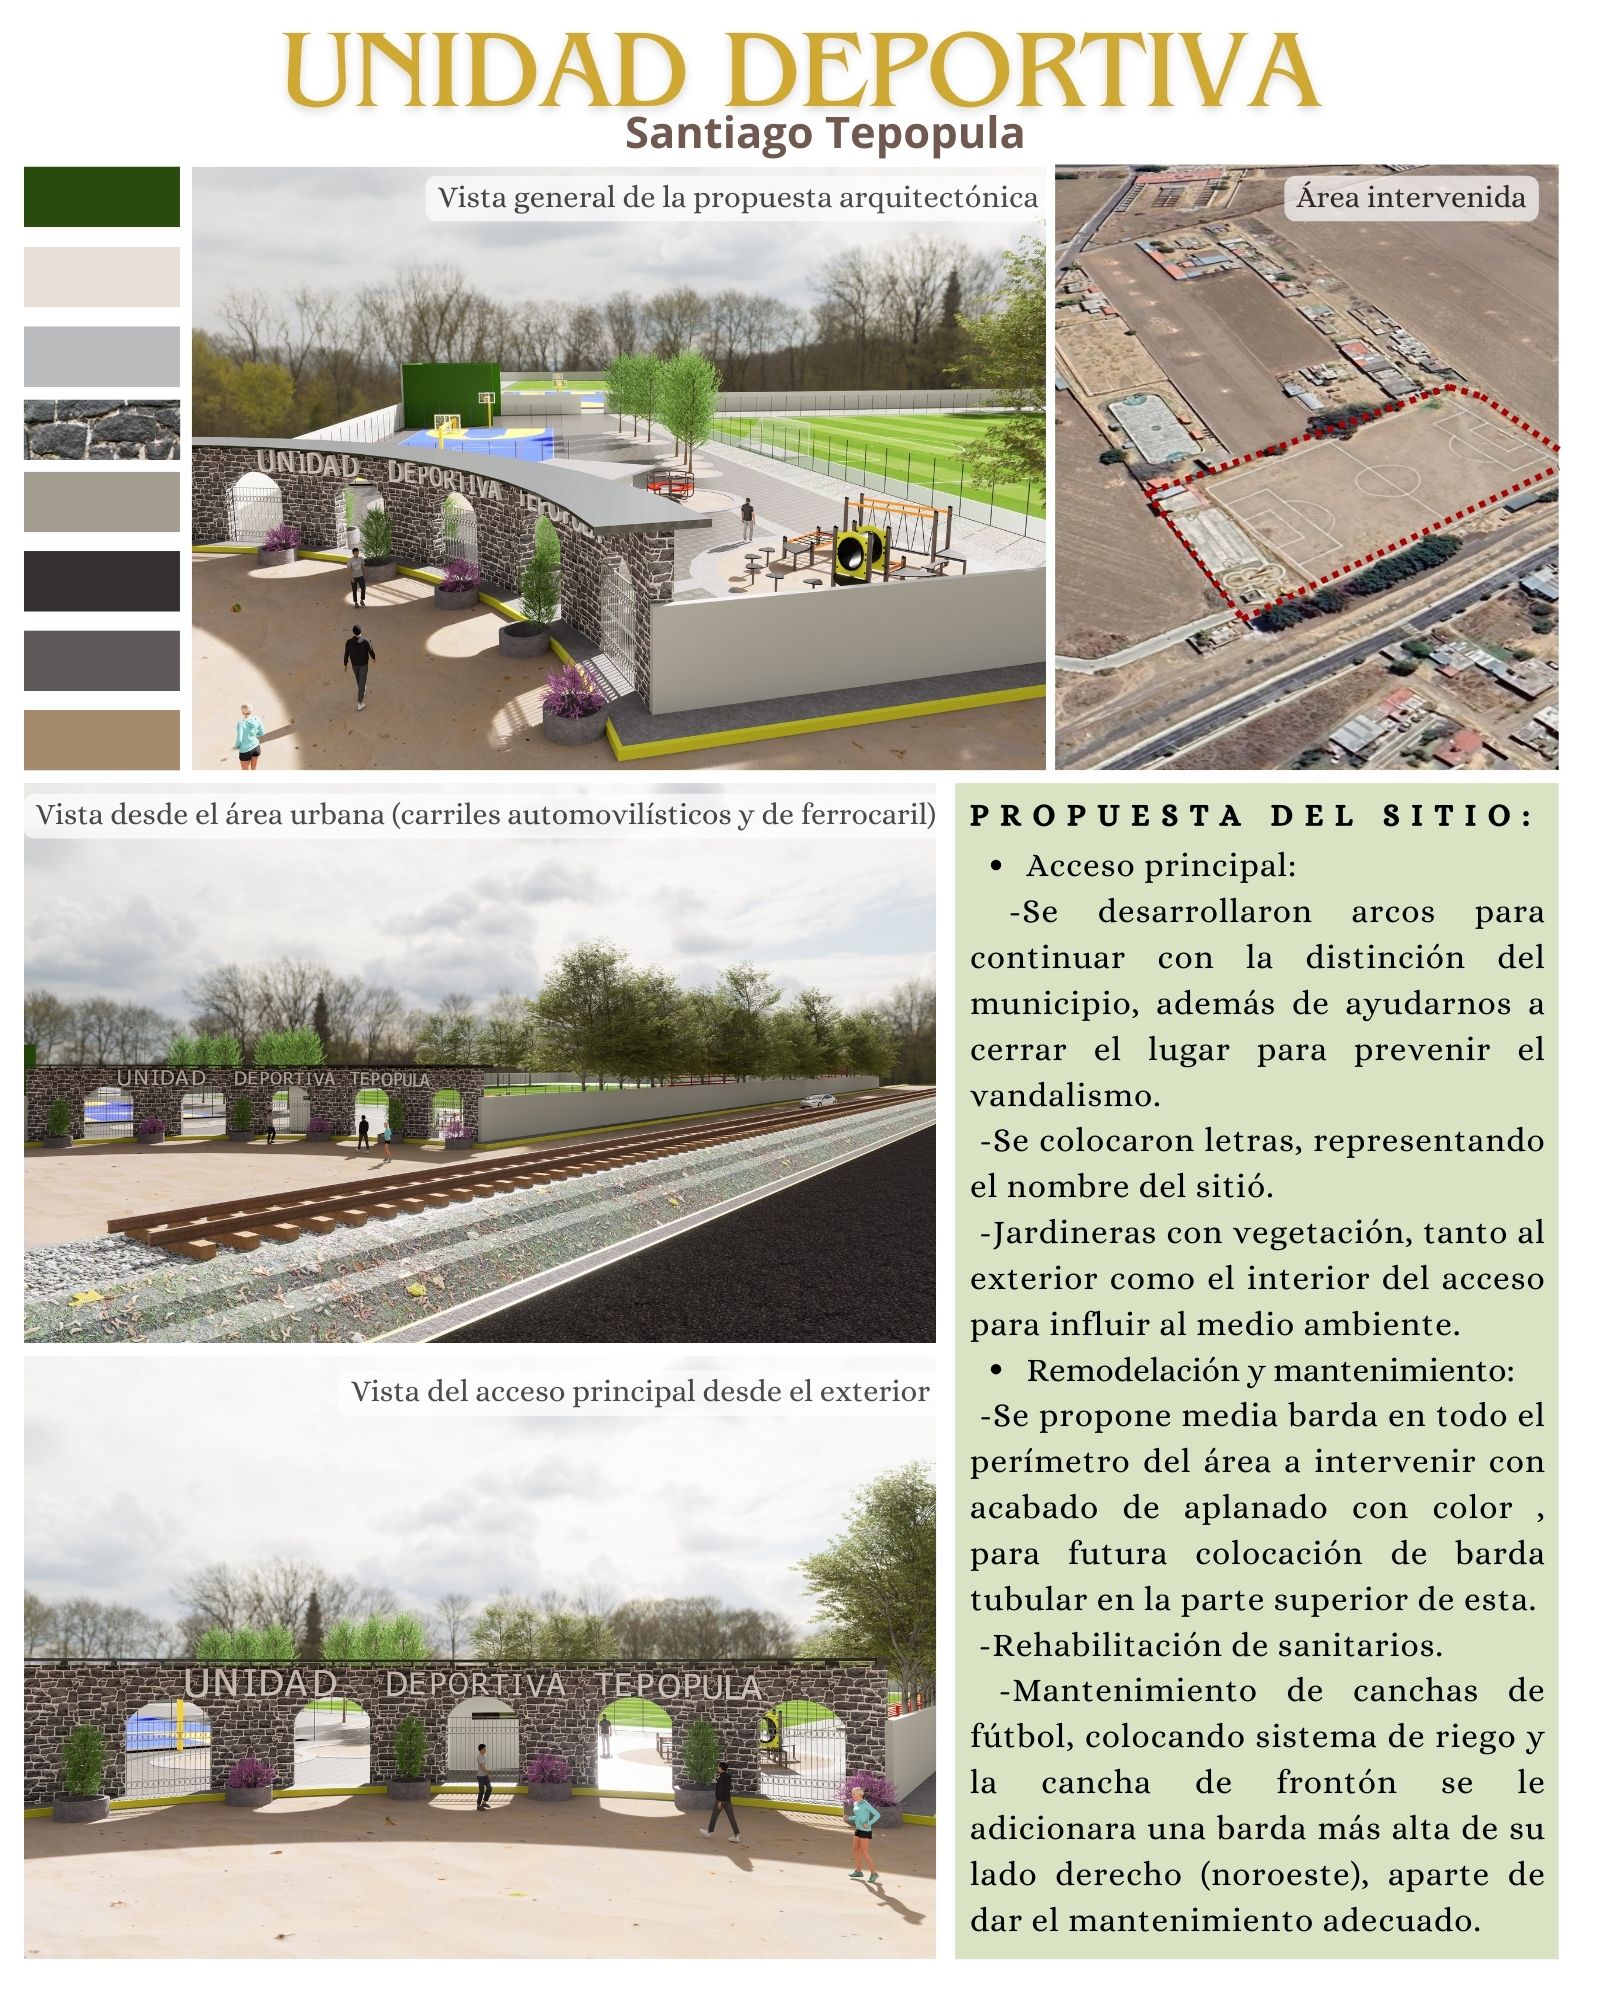 UNIDAD DEPORTIVA
Santiago Tepopula
Vista general de la propuesta arquitectónica
UNIDAD DEPORTIVA
Área intervenida
Vista desde el área urbana (carriles automovilísticos y de ferrocaril)
UNIDAD DEPORTIVA TEPOPULA
Vista del acceso principal desde el exterior
UNIDAD DEPORTIVA TEPOPULA
PROPUESTA DEL SITIO:
• Acceso principal:
-Se desarrollaron arcos para
continuar con la distinción del
municipio, además de ayudarnos a
cerrar el lugar para prevenir el
vandalismo.
-Se colocaron letras, representando
el nombre del sitió.
-Jardineras con vegetación, tanto al
exterior como el interior del acceso
para influir al medio ambiente.
• Remodelación y mantenimiento:
-Se propone media barda en todo el
perímetro del área a intervenir con
acabado de aplanado con color ,
para futura colocación de barda
tubular en la parte superior de esta.
-Rehabilitación de sanitarios.
-Mantenimiento de canchas de
fútbol, colocando sistema de riego y
la cancha de frontón se le
adicionara una barda más alta de su
lado derecho (noroeste), aparte de
dar el mantenimiento adecuado.